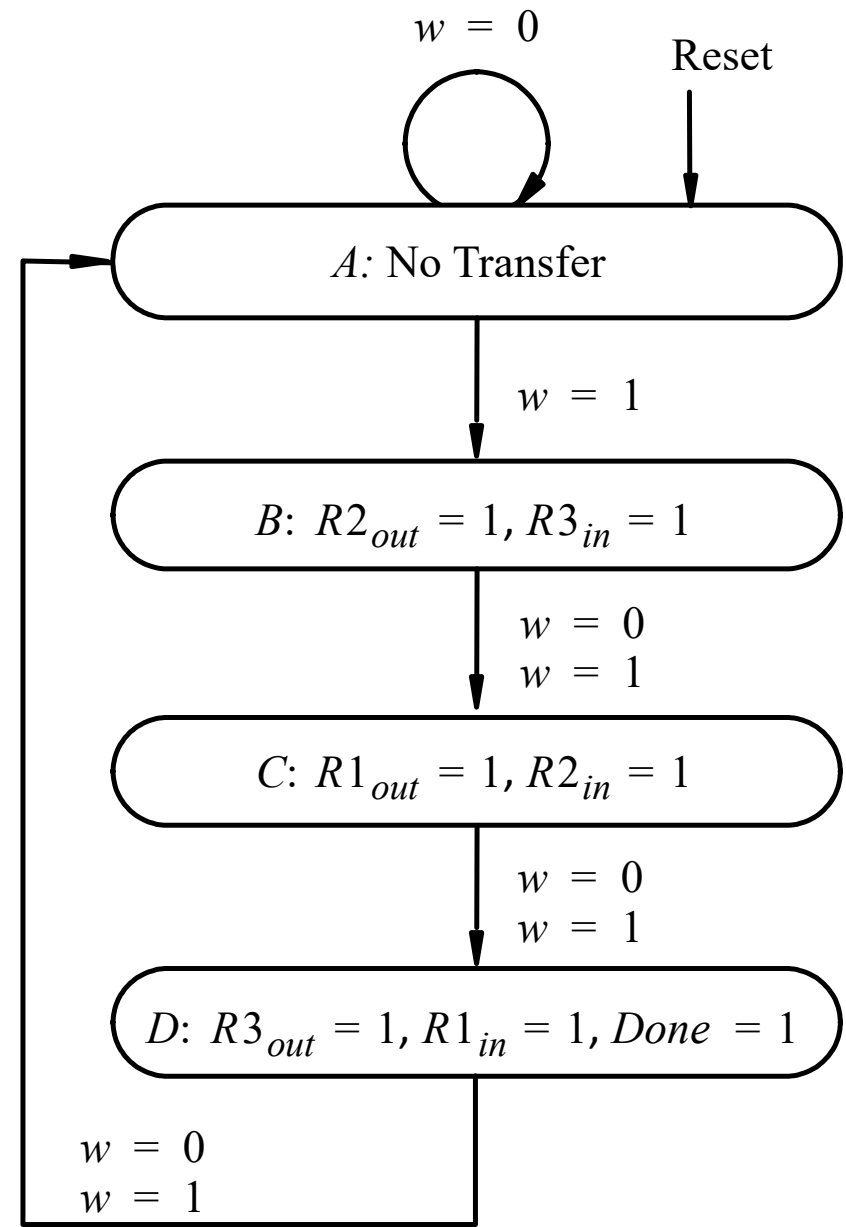 w = 0
Reset
A: No Transfer
w = 1
B: R2out = 1, R3in = 1
w = 0
w = 1
C: R1out = 1, R2in = 1
w = 0
w = 1
D: R3out = 1, R1in = 1, Done = 1
w = 0
w = 1